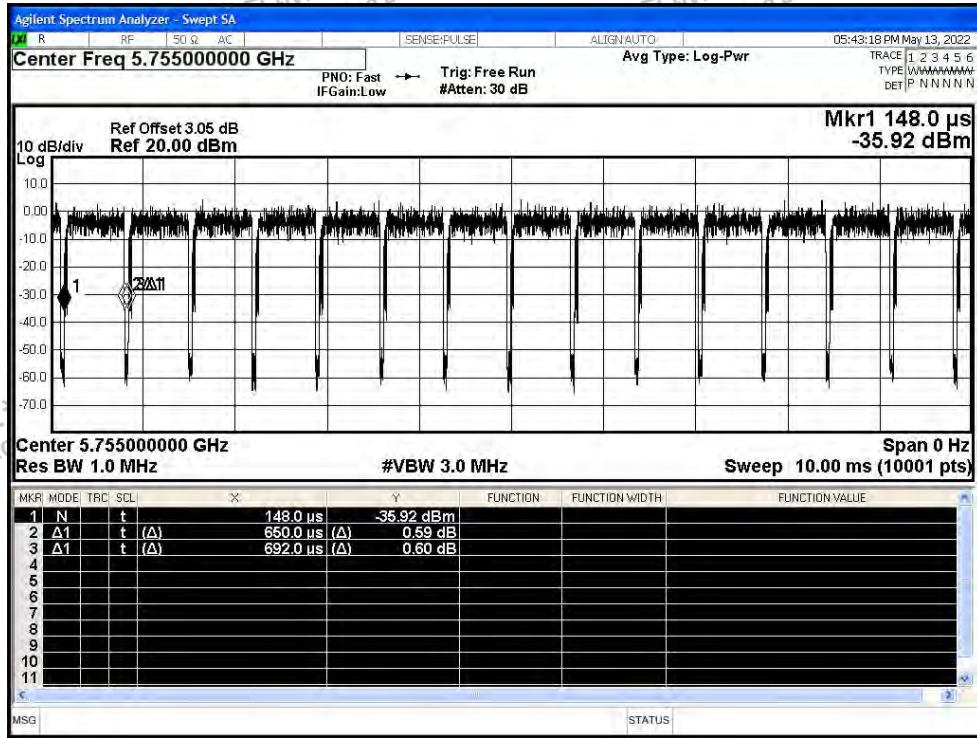 Agilent Spectrum Analyzer - Swept SA
LXI R RF 50 Ω AC SENSE:PULSE ALIGN AUTO 05:43:18 PM May 13, 2022
Center Freq 5.755000000 GHz
PNO: Fast
IFGain:Low
Trig: Free Run
#Atten: 30 dB
Avg Type: Log-Pwr
TRACE 1 2 3 4 5 6
TYPE WWWWWW
DET P N N N N N
Mkr1 148.0 µs
-35.92 dBm
10 dB/div
Log
Ref Offset 3.05 dB
Ref 20.00 dBm
10.0
0.00
-10.0
-20.0
-30.0
-40.0
-50.0
-60.0
-70.0
1
Center 5.755000000 GHz Span 0 Hz
Res BW 1.0 MHz #VBW 3.0 MHz Sweep 10.00 ms (10001 pts)
MKR MODE TRC SCL X Y FUNCTION FUNCTION WIDTH FUNCTION VALUE
1 N t 148.0 µs -35.92 dBm
2 Δ1 t (Δ) 650.0 µs (Δ) 0.59 dB
3 Δ1 t (Δ) 692.0 µs (Δ) 0.60 dB
4
5
6
7
8
9
10
11
MSG STATUS